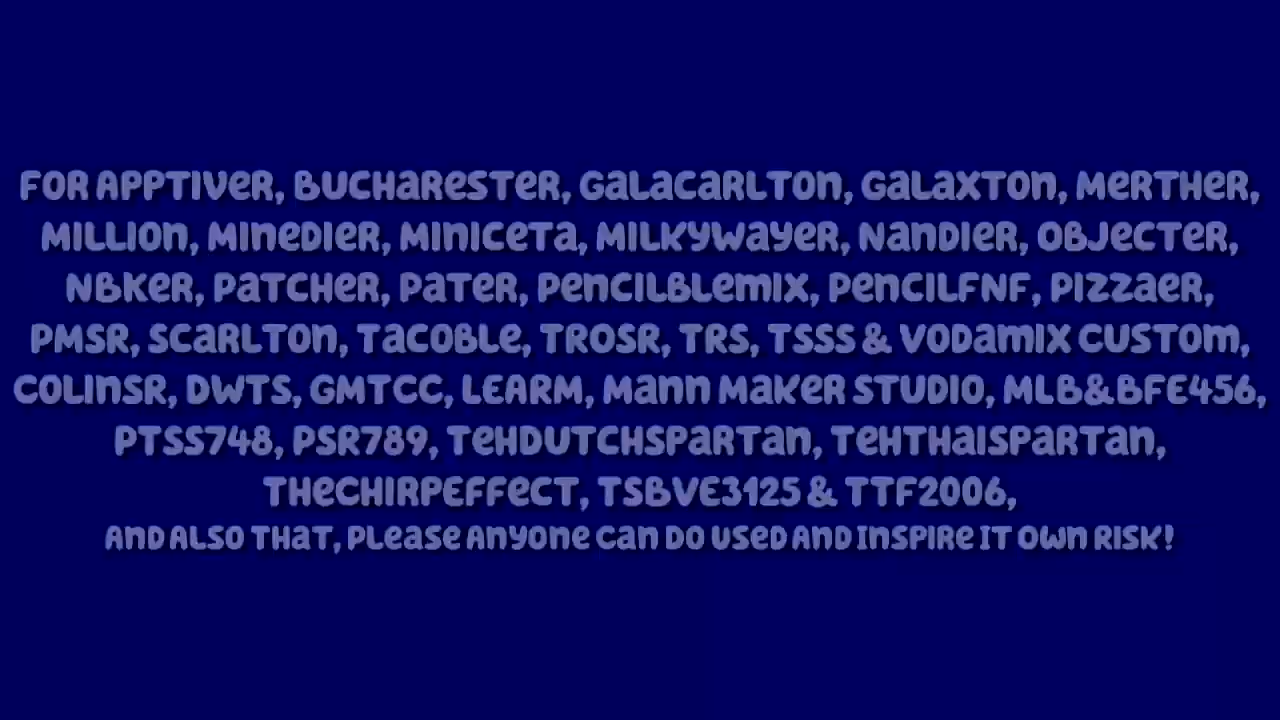 FOR APPTIVER, BUCHARESTER, GALACARLTON, GALAXTON, MERTHER,
MILLION, MINEDIER, MINICETA, MILKYWAYER, NANDIER, OBJECTER,
NBKER, PATCHER, PATER, PENCILBLEMIX, PENCILFNF, PIZZAER,
PMSR, SCARLTON, TACOBLE, TROSR, TRS, TSSS & VODAMIX CUSTOM,
COLINSR, DWTS, GMTCC, LEARM, MANN MAKER STUDIO, MLB&BFE456,
PTSS748, PSR789, TEHDUTCHSPARTAN, TEHTHAISPARTAN,
THECHIRPEFFECT, TSBVE3125 & TTF2006,
AND ALSO THAT, PLEASE ANYONE CAN DO USED AND INSPIRE IT OWN RISK!